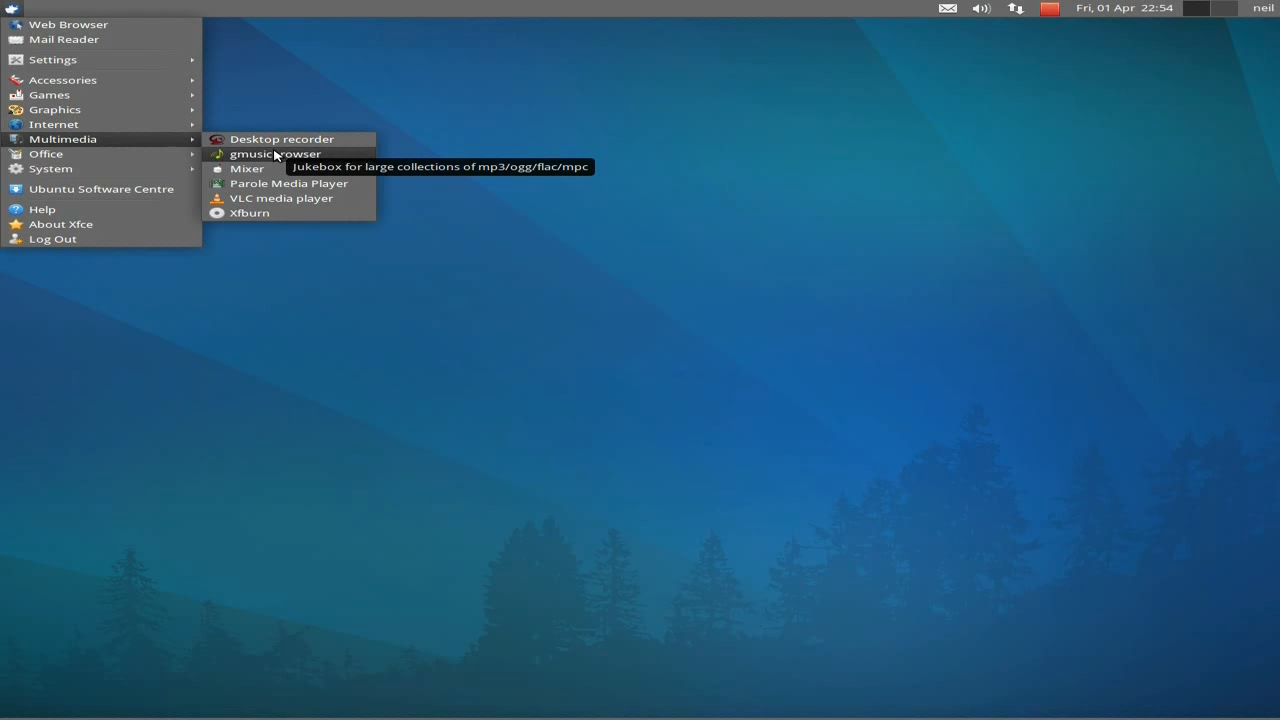 Fri, 01 Apr 22:54
neil
Web Browser
Mail Reader
Settings
Accessories
Games
Graphics
Internet
Multimedia
Office
System
Ubuntu Software Centre
Help
About Xfce
Log Out
Desktop recorder
gmusicbrowser
Jukebox for large collections of mp3/ogg/flac/mpc
Mixer
Parole Media Player
VLC media player
Xfburn